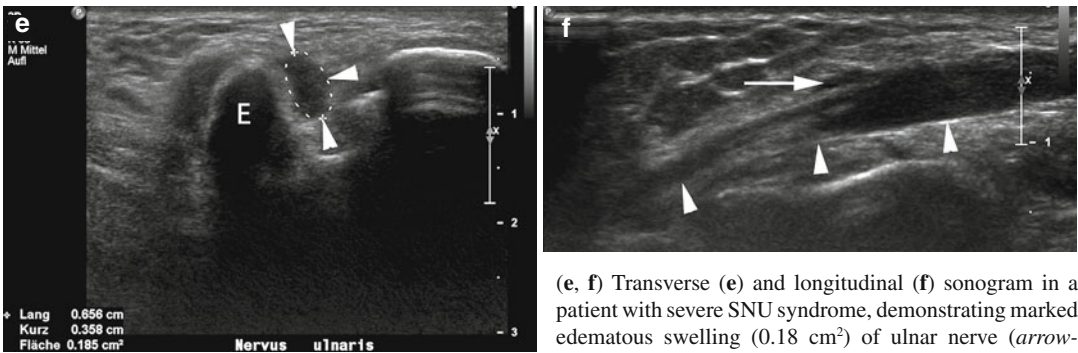 e
P
M Mittel
Aufl
E
x
1
2
3
Lang 0.656 cm
Kurz 0.358 cm
Fläche 0.185 cm²
Nervus ulnaris
f
P
x
1
(e, f) Transverse (e) and longitudinal (f) sonogram in a
patient with severe SNU syndrome, demonstrating marked
edematous swelling (0.18 cm²) of ulnar nerve (arrow-